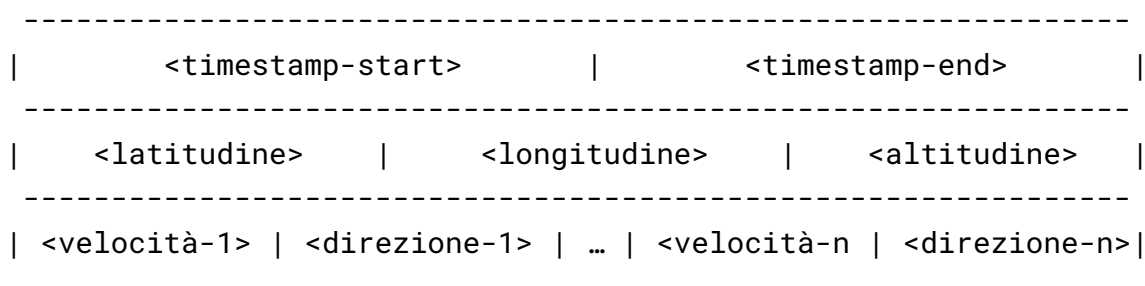 ---------------------------------------------------------------
| <timestamp-start> | <timestamp-end> |
---------------------------------------------------------------
| <latitudine> | <longitudine> | <altitudine> |
---------------------------------------------------------------
| <velocità-1> | <direzione-1> | … | <velocità-n | <direzione-n>|